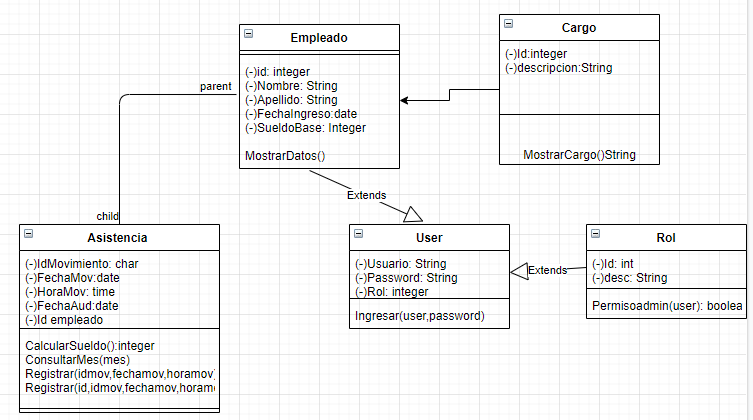 Empleado
(-)id: integer
(-)Nombre: String
(-)Apellido: String
(-)FechaIngreso:date
(-)SueldoBase: Integer
MostrarDatos()
Cargo
(-)Id:integer
(-)descripcion:String
MostrarCargo()String
parent
child
Extends
Asistencia
(-)IdMovimiento: char
(-)FechaMov:date
(-)HoraMov: time
(-)FechaAud:date
(-)Id empleado
CalcularSueldo():integer
ConsultarMes(mes)
Registrar(idmov,fechamov,horamov)
Registrar(id,idmov,fechamov,horamo
User
(-)Usuario: String
(-)Password: String
(-)Rol: integer
Ingresar(user,password)
Extends
Rol
(-)Id: int
(-)desc: String
Permisoadmin(user): boolea